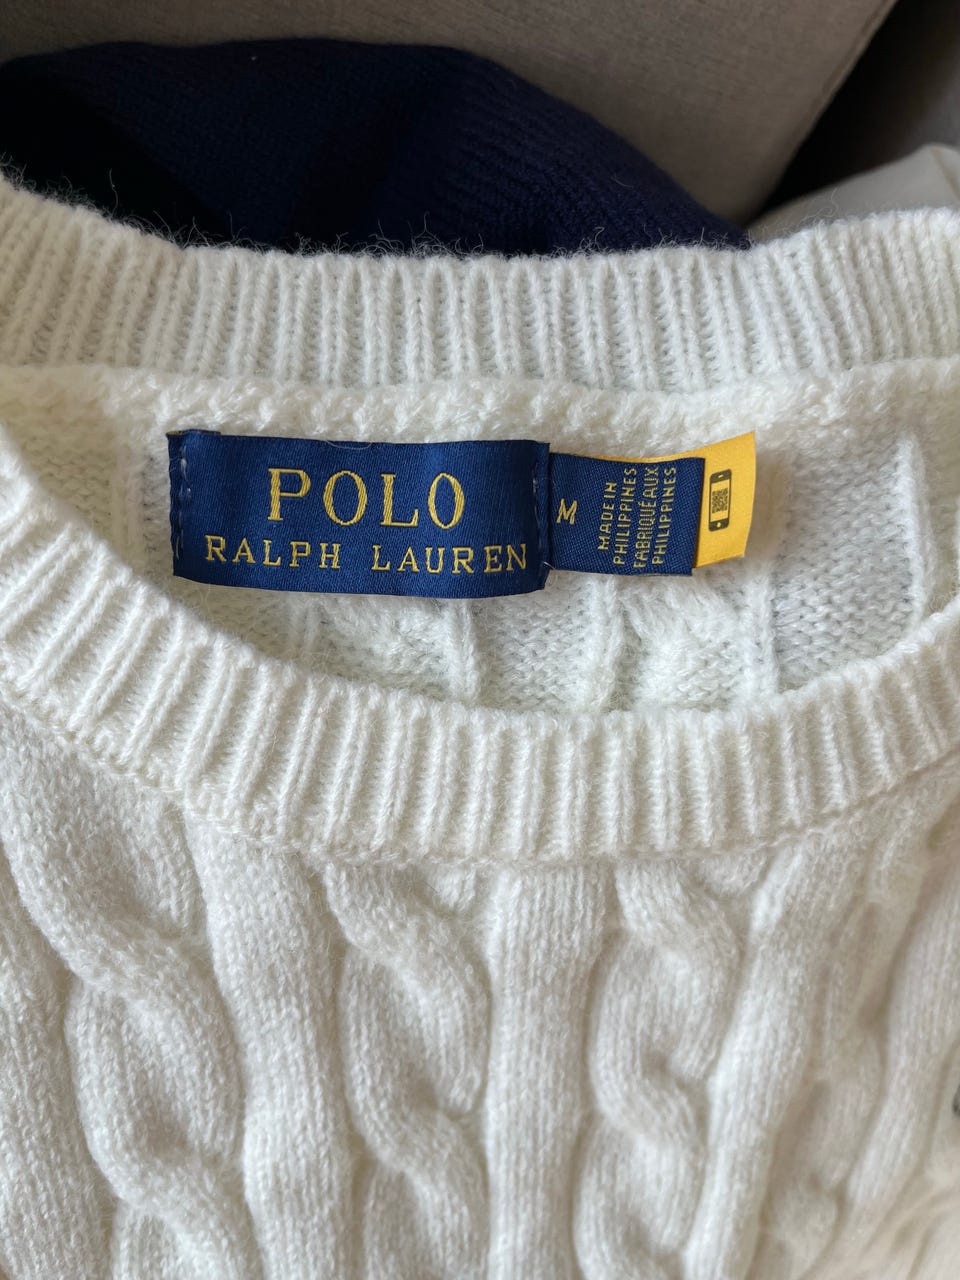 POLO
RALPH LAUREN
M
MADE IN
PHILIPPINES
FABRIQUÉ AUX
PHILIPPINES